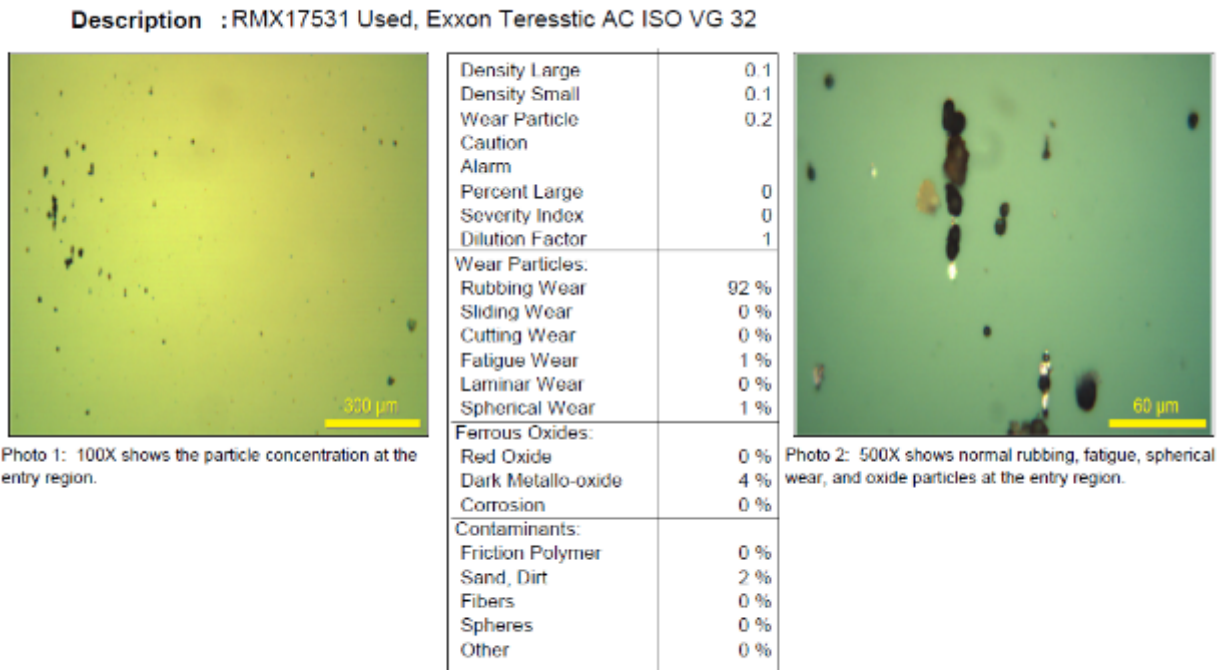 Description : RMX17531 Used, Exxon Teresstic AC ISO VG 32
Density Large 0.1
Density Small 0.1
Wear Particle 0.2
Caution
Alarm
Percent Large 0
Severity Index 0
Dilution Factor 1
Wear Particles:
Rubbing Wear 92 %
Sliding Wear 0 %
Cutting Wear 0 %
Fatigue Wear 1 %
Laminar Wear 0 %
Spherical Wear 1 %
Ferrous Oxides:
Red Oxide 0 %
Dark Metallo-oxide 4 %
Corrosion 0 %
Contaminants:
Friction Polymer 0 %
Sand, Dirt 2 %
Fibers 0 %
Spheres 0 %
Other 0 %
300 µm
Photo 1: 100X shows the particle concentration at the
entry region.
60 µm
Photo 2: 500X shows normal rubbing, fatigue, spherical
wear, and oxide particles at the entry region.